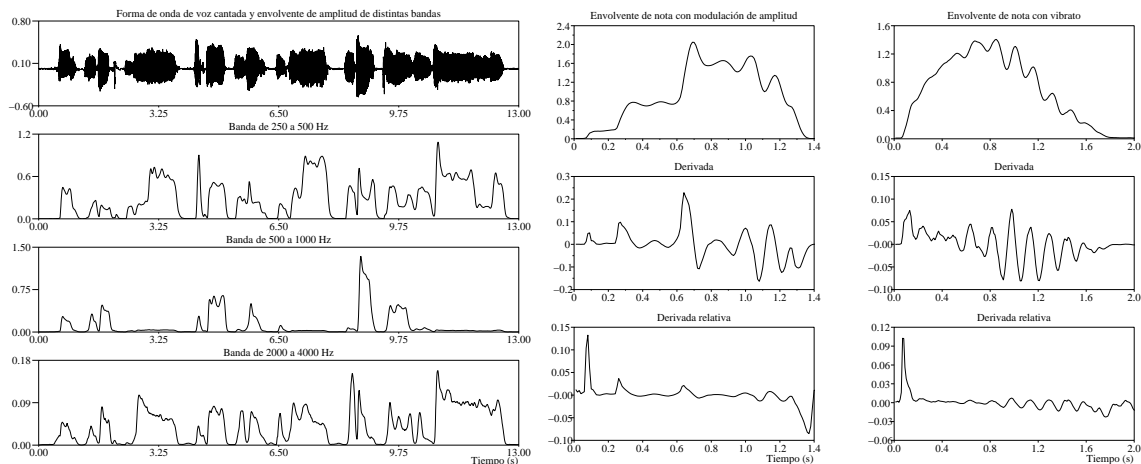 Forma de onda de voz cantada y envolvente de amplitud de distintas bandas
0.80
0.10
−0.60
0.00 3.25 6.50 9.75 13.00
Banda de 250 a 500 Hz
1.2
0.6
0.0
0.00 3.25 6.50 9.75 13.00
Banda de 500 a 1000 Hz
1.50
0.75
0.00
0.00 3.25 6.50 9.75 13.00
Banda de 2000 a 4000 Hz
0.18
0.09
0.00
0.00 3.25 6.50 9.75 13.00
Tiempo (s)
Envolvente de nota con modulación de amplitud
2.4
2.0
1.6
1.2
0.8
0.4
0
0.0 0.2 0.4 0.6 0.8 1.0 1.2 1.4
Derivada
0.3
0.2
0.1
0
−0.1
−0.2
0.0 0.2 0.4 0.6 0.8 1.0 1.2 1.4
Derivada relativa
0.15
0.10
0.05
−0.00
−0.05
−0.10
0.0 0.2 0.4 0.6 0.8 1.0 1.2 1.4
Tiempo (s)
Envolvente de nota con vibrato
1.6
1.2
0.8
0.4
0.0
0.0 0.4 0.8 1.2 1.6 2.0
Derivada
0.15
0.10
0.05
−0.00
−0.05
−0.10
0.0 0.4 0.8 1.2 1.6 2.0
Derivada relativa
0.12
0.09
0.06
0.03
−0.00
−0.03
−0.06
0.0 0.4 0.8 1.2 1.6 2.0
Tiempo (s)